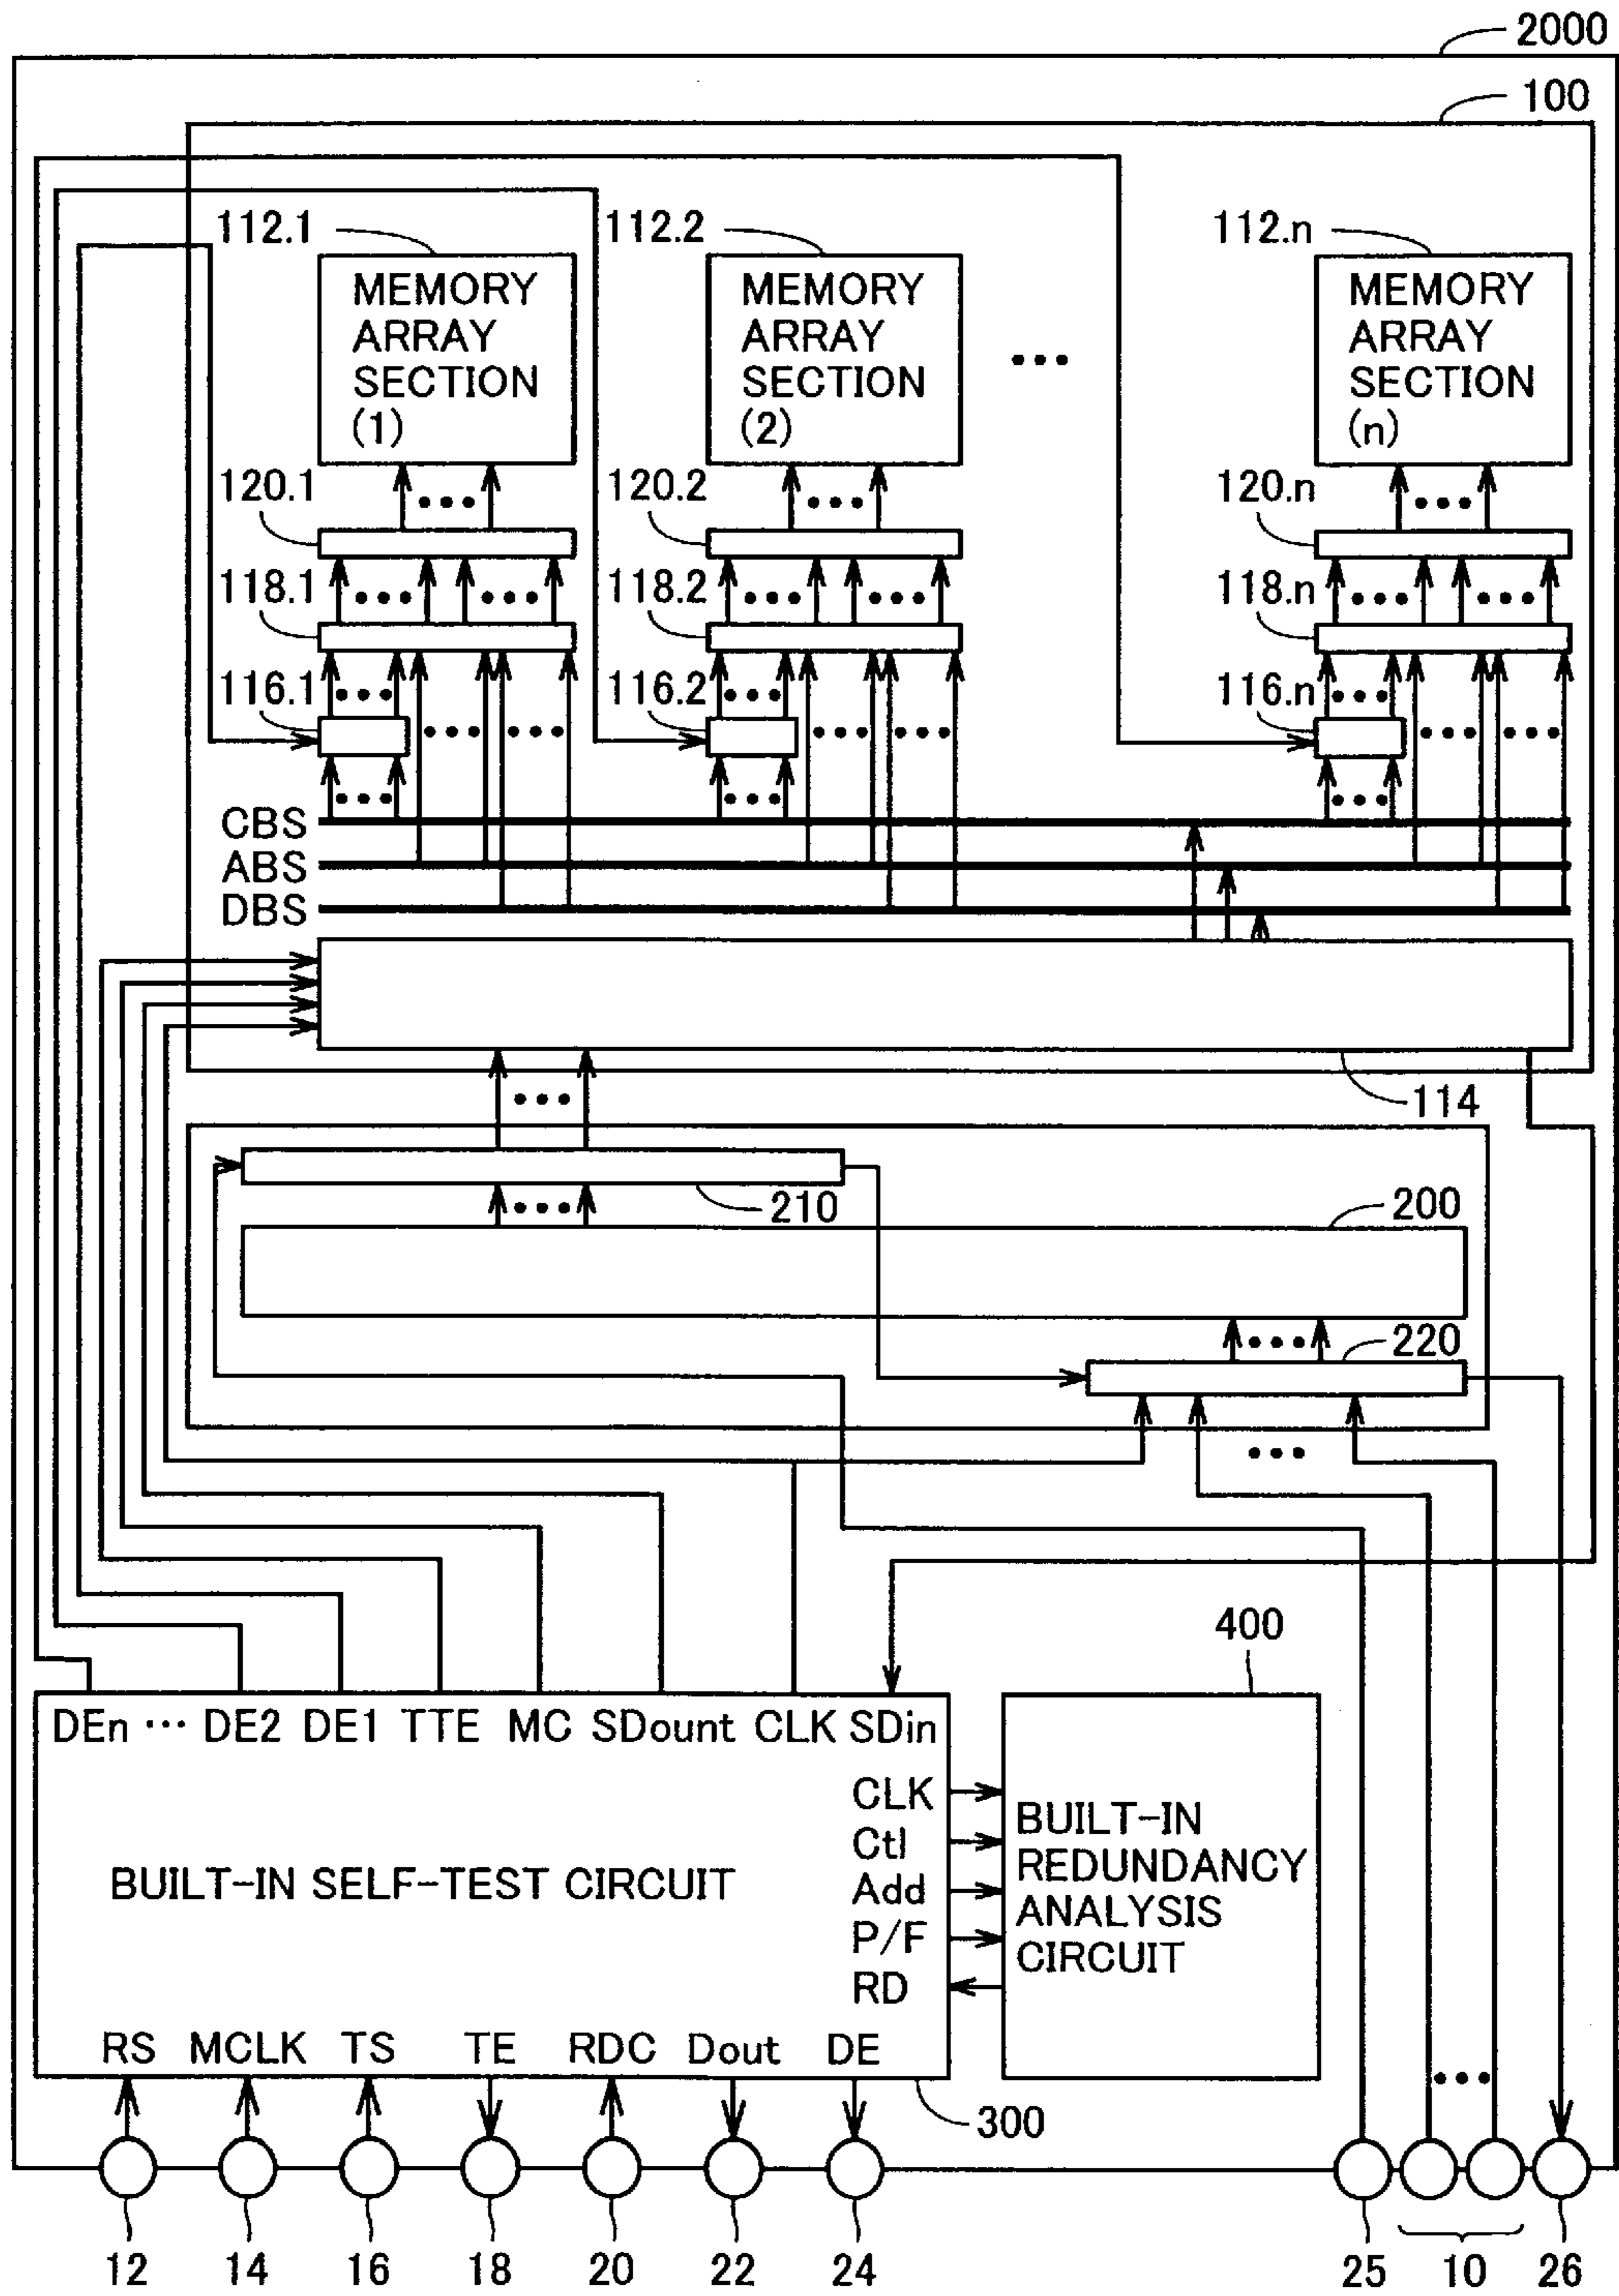 2000
100
112.1
112.2
112.n
MEMORY
ARRAY
SECTION
(1)
MEMORY
ARRAY
SECTION
(2)
•••
MEMORY
ARRAY
SECTION
(n)
120.1
120.2
120.n
118.1
118.2
118.n
116.1
116.2
116.n
CBS
ABS
DBS
114
210
200
220
400
DEn ··· DE2 DE1 TTE MC SDount CLK SDin
CLK
Ctl
Add
P/F
RD
BUILT-IN SELF-TEST CIRCUIT
BUILT-IN
REDUNDANCY
ANALYSIS
CIRCUIT
RS MCLK TS TE RDC Dout DE
300
12 14 16 18 20 22 24 25 10 26